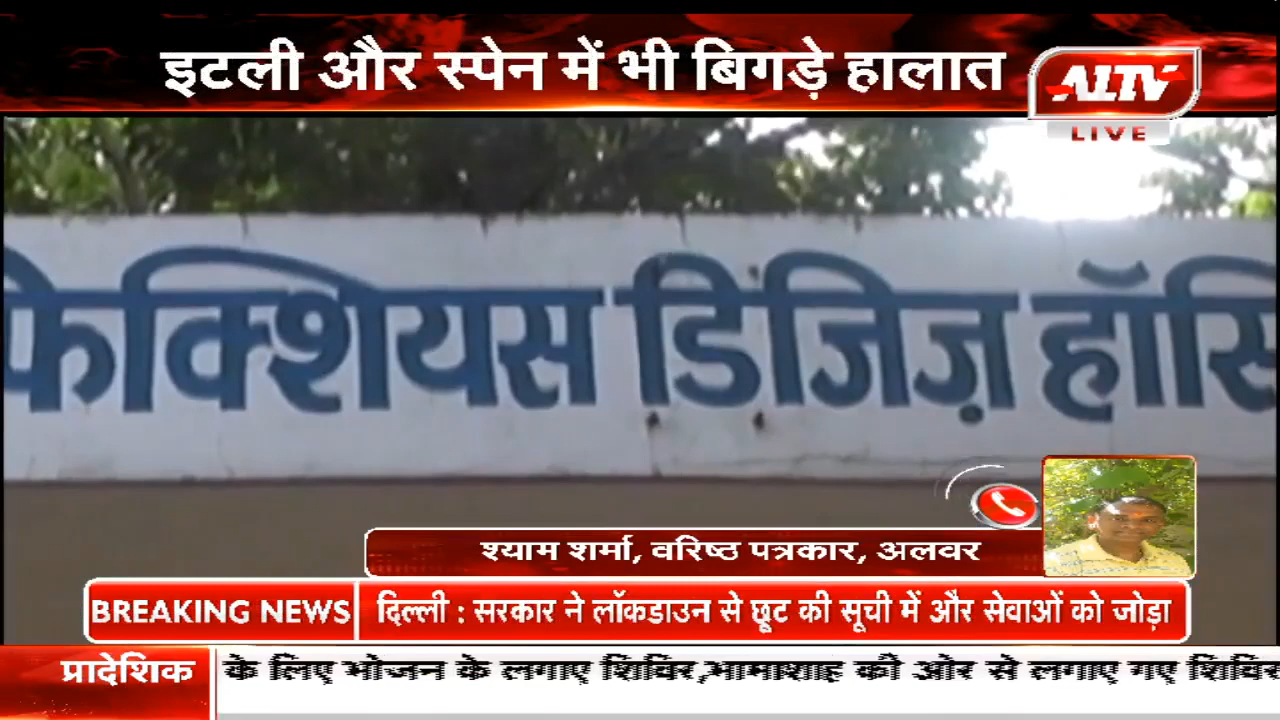 इटली और स्पेन में भी बिगड़े हालात
ALTV
LIVE
फेक्शियस डिजिज़ हॉस्पि
श्याम शर्मा, वरिष्ठ पत्रकार, अलवर
BREAKING NEWS
दिल्ली : सरकार ने लॉकडाउन से छूट की सूची में और सेवाओं को जोड़ा
प्रादेशिक
के लिए भोजन के लगाए शिविर,भामाशाह की ओर से लगाए गए शिविर